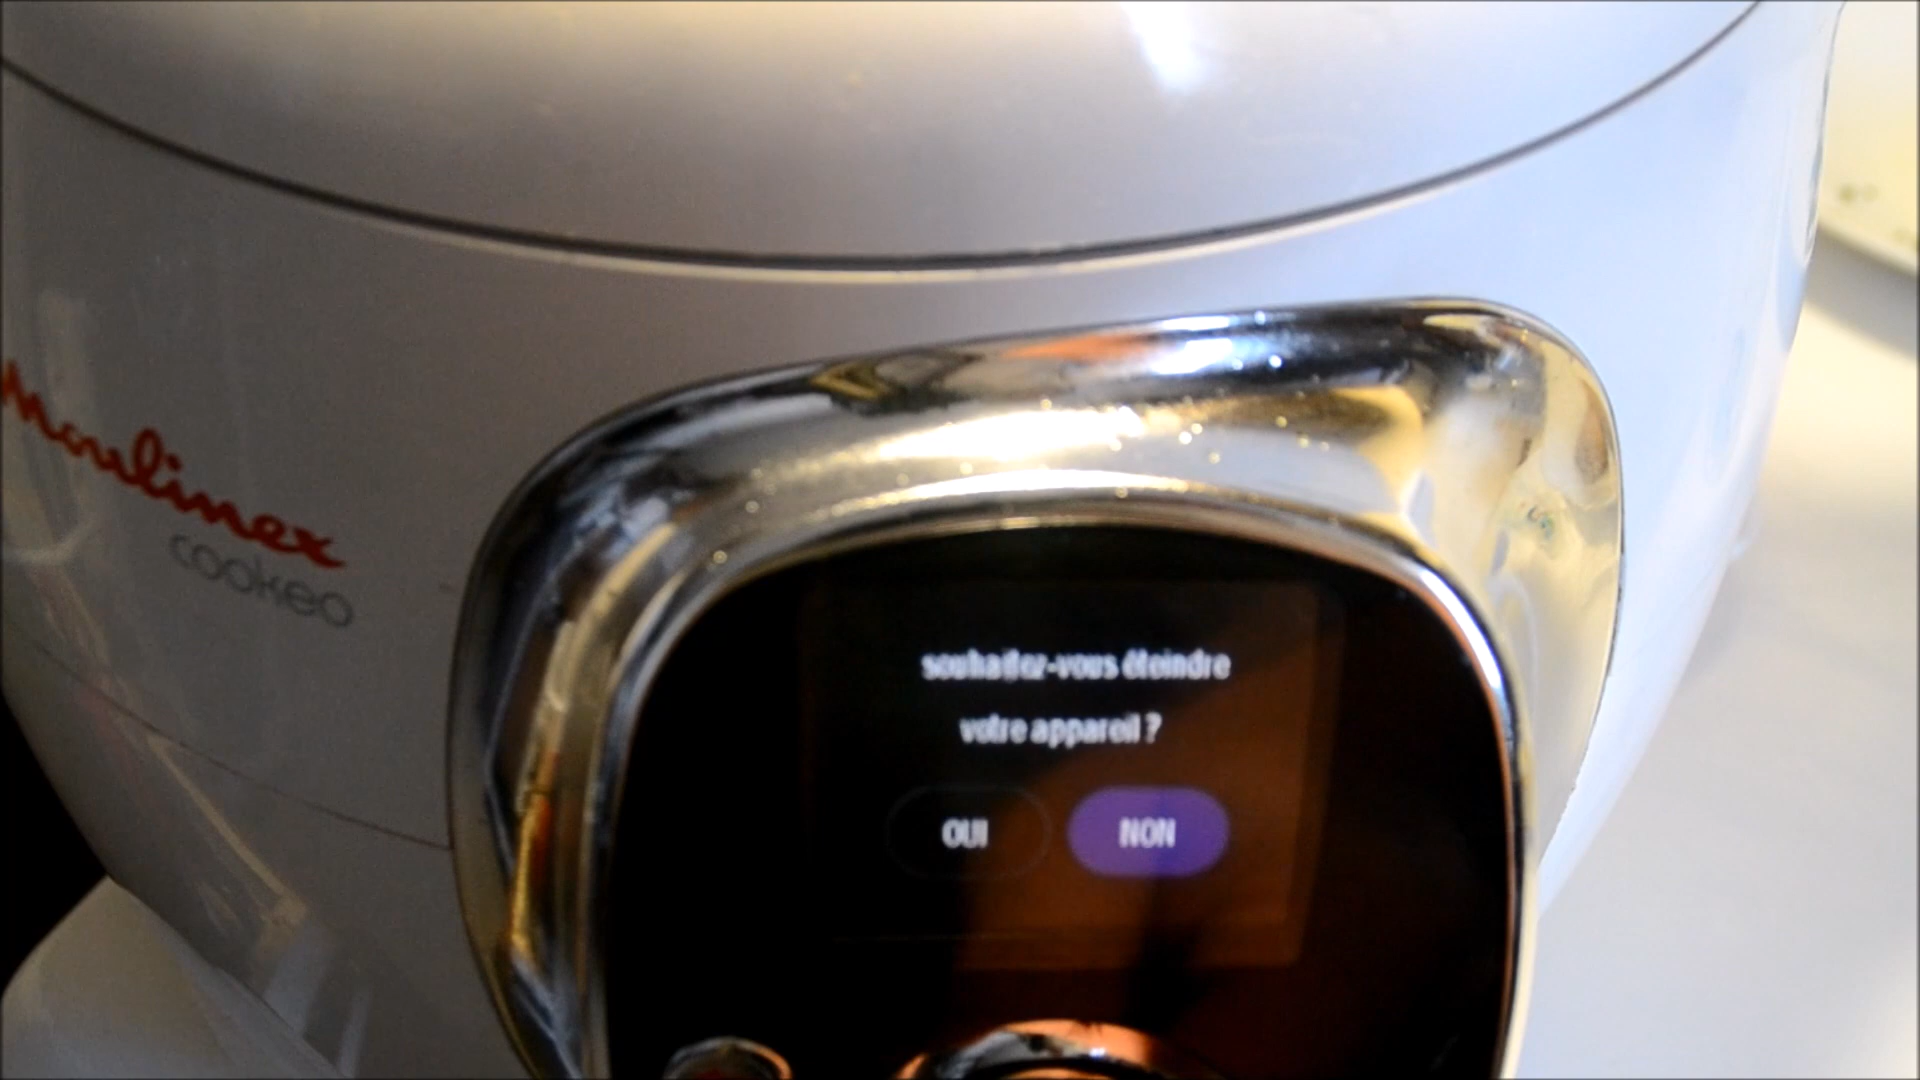 Moulinex
cookeo
souhaitez-vous éteindre
votre appareil ?
OUI NON